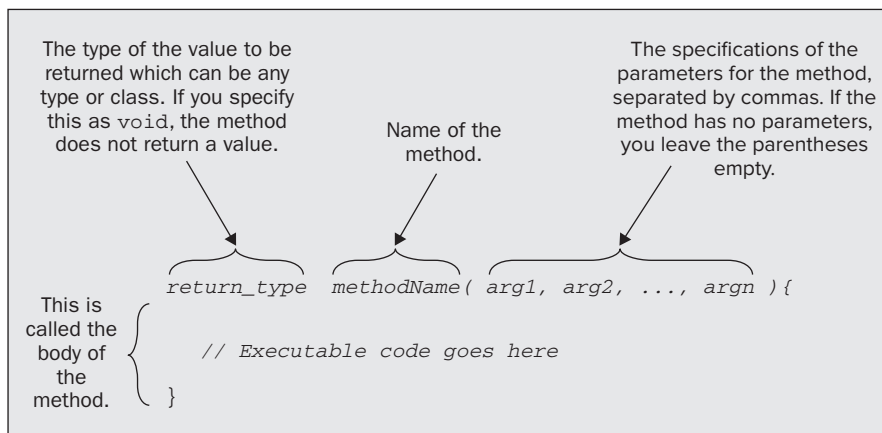 The type of the value to be
returned which can be any
type or class. If you specify
this as void, the method
does not return a value.
Name of the
method.
The specifications of the
parameters for the method,
separated by commas. If the
method has no parameters,
you leave the parentheses
empty.
return_type methodName( arg1, arg2, ..., argn ){
This is
called the
body of
the
method.
// Executable code goes here
}